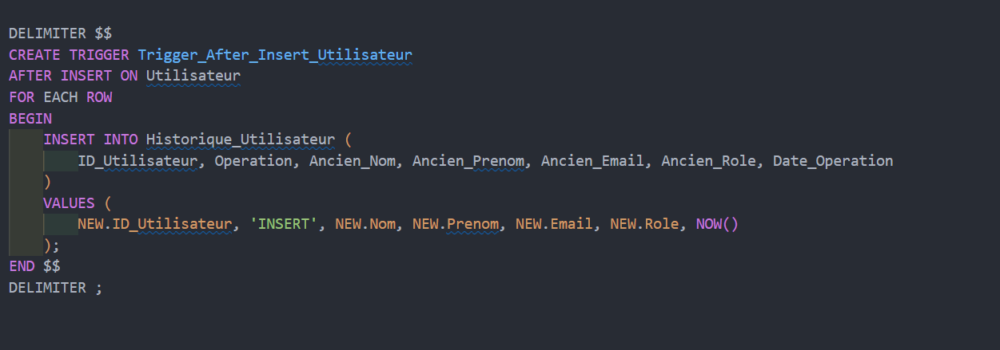 DELIMITER $$
CREATE TRIGGER Trigger_After_Insert_Utilisateur
AFTER INSERT ON Utilisateur
FOR EACH ROW
BEGIN
    INSERT INTO Historique_Utilisateur (
        ID_Utilisateur, Operation, Ancien_Nom, Ancien_Prenom, Ancien_Email, Ancien_Role, Date_Operation
    )
    VALUES (
        NEW.ID_Utilisateur, 'INSERT', NEW.Nom, NEW.Prenom, NEW.Email, NEW.Role, NOW()
    );
END $$
DELIMITER ;